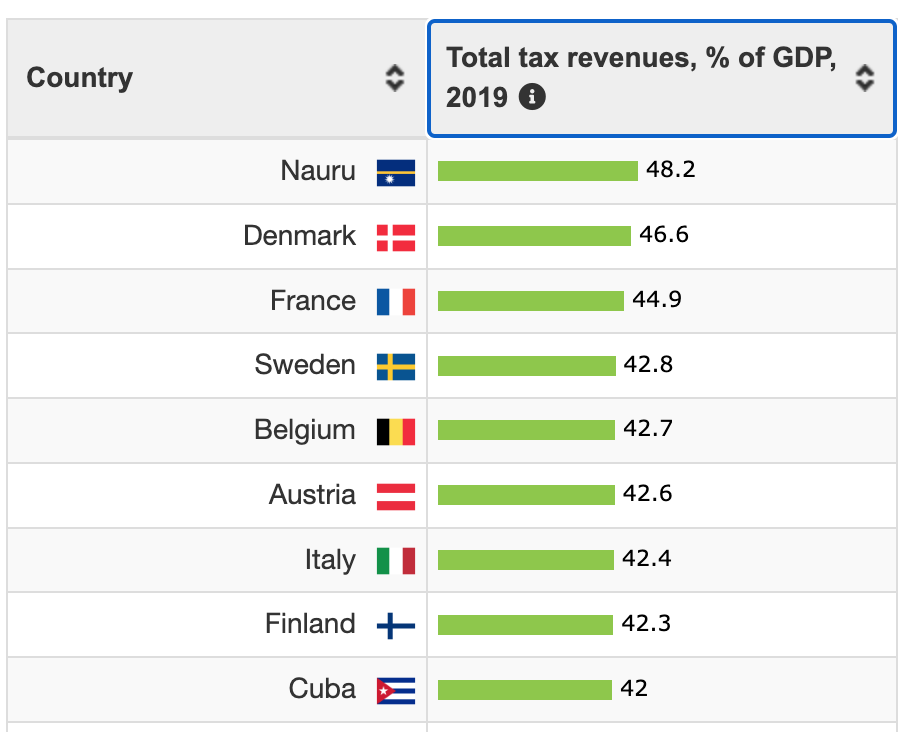 Country
Total tax revenues, % of GDP,
2019
Nauru 48.2
Denmark 46.6
France 44.9
Sweden 42.8
Belgium 42.7
Austria 42.6
Italy 42.4
Finland 42.3
Cuba 42